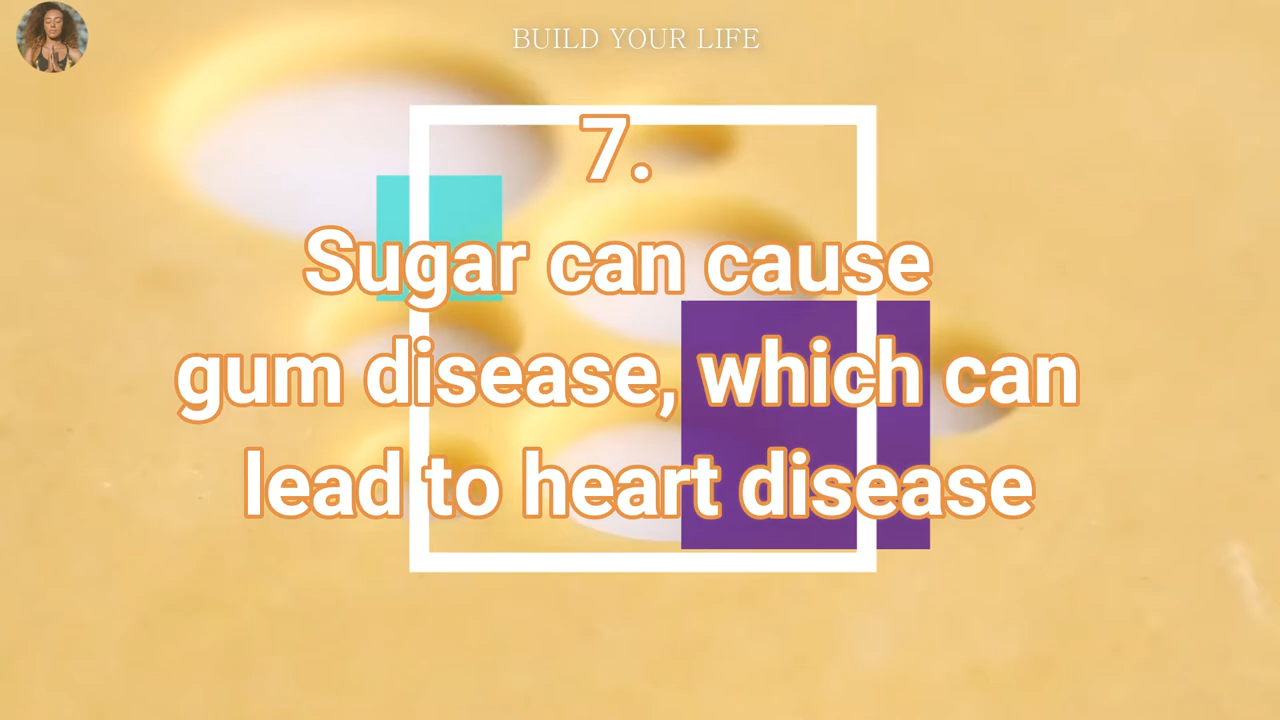 BUILD YOUR LIFE
7.
Sugar can cause
gum disease, which can
lead to heart disease